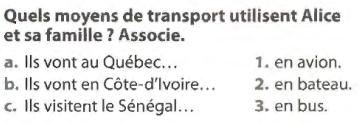 Quels moyens de transport utilisent Alice
et sa famille ? Associe.
a. Ils vont au Québec... 1. en avion.
b. Ils vont en Côte-d'Ivoire... 2. en bateau.
c. Ils visitent le Sénégal... 3. en bus.